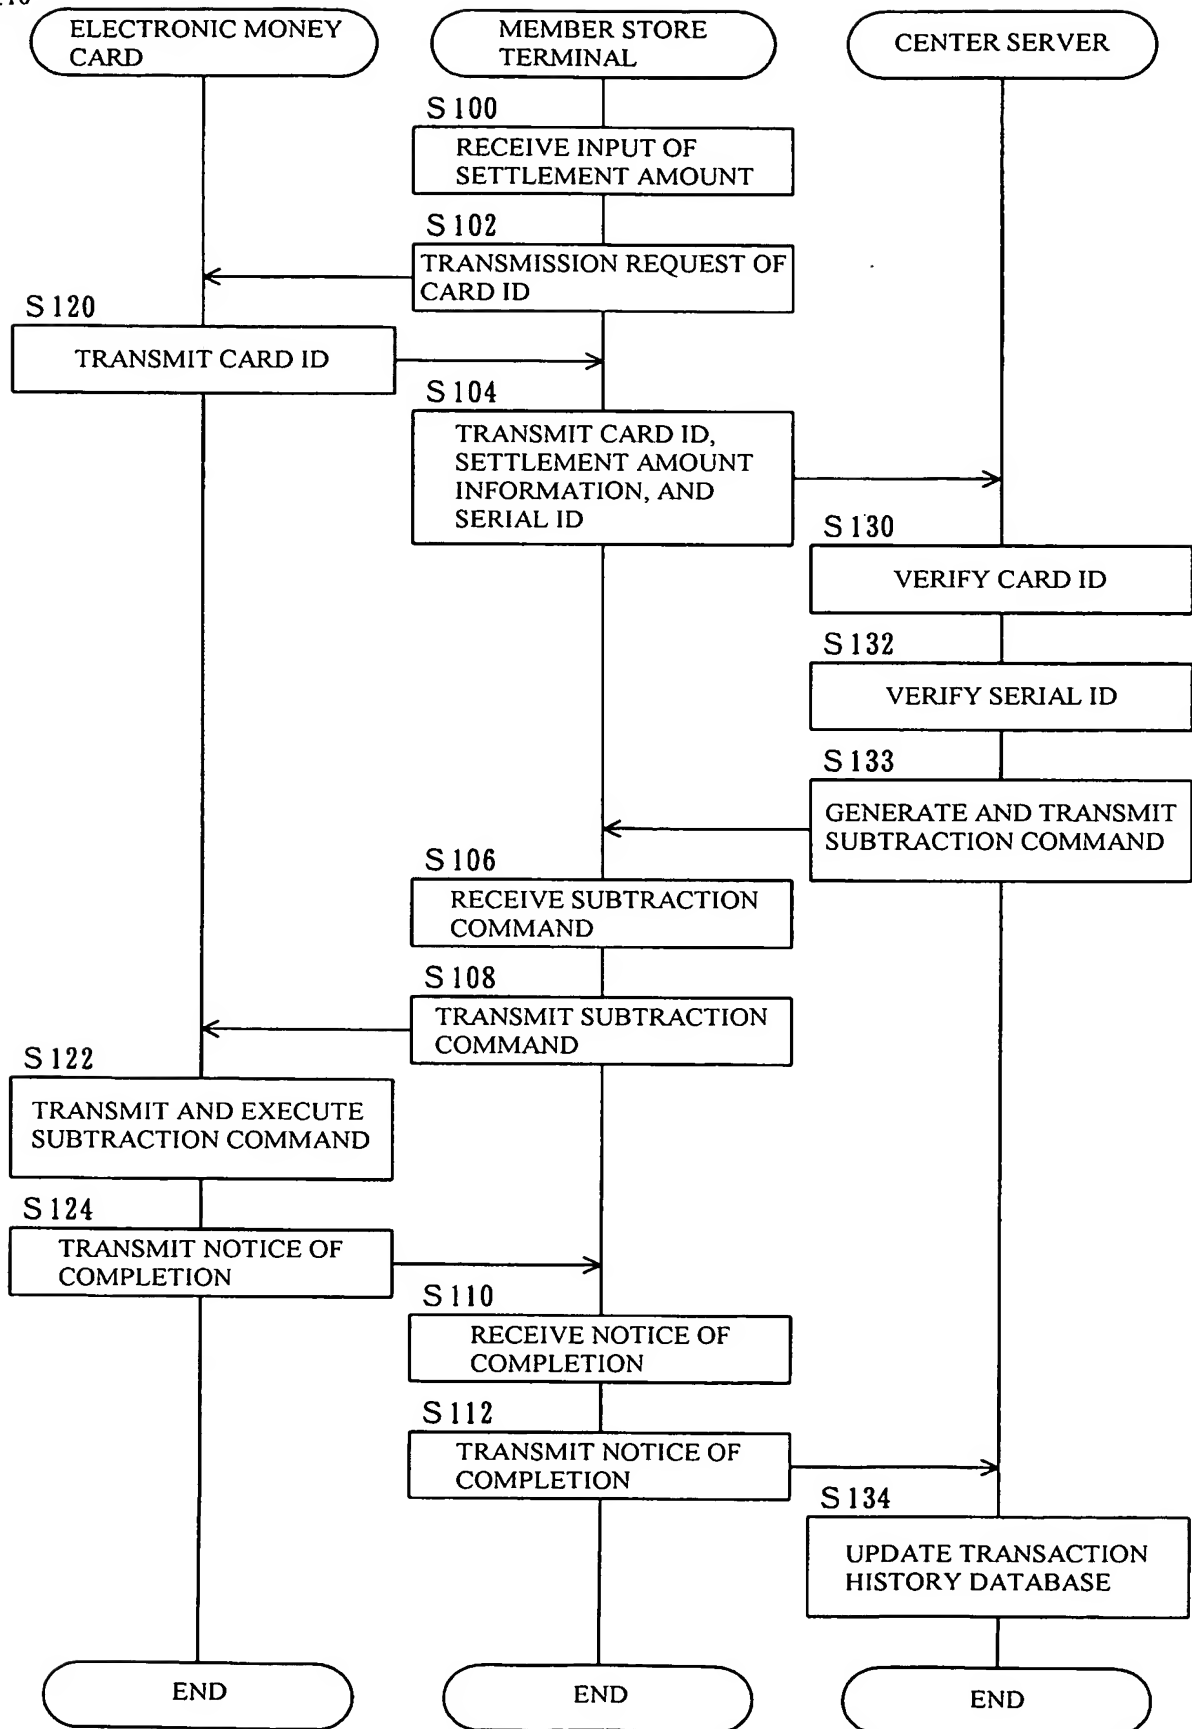 ELECTRONIC MONEY
CARD
MEMBER STORE
TERMINAL
CENTER SERVER
S100
RECEIVE INPUT OF
SETTLEMENT AMOUNT
S102
TRANSMISSION REQUEST OF
CARD ID
S120
TRANSMIT CARD ID
S104
TRANSMIT CARD ID,
SETTLEMENT AMOUNT
INFORMATION, AND
SERIAL ID
S130
VERIFY CARD ID
S132
VERIFY SERIAL ID
S133
GENERATE AND TRANSMIT
SUBTRACTION COMMAND
S106
RECEIVE SUBTRACTION
COMMAND
S108
TRANSMIT SUBTRACTION
COMMAND
S122
TRANSMIT AND EXECUTE
SUBTRACTION COMMAND
S124
TRANSMIT NOTICE OF
COMPLETION
S110
RECEIVE NOTICE OF
COMPLETION
S112
TRANSMIT NOTICE OF
COMPLETION
S134
UPDATE TRANSACTION
HISTORY DATABASE
END
END
END